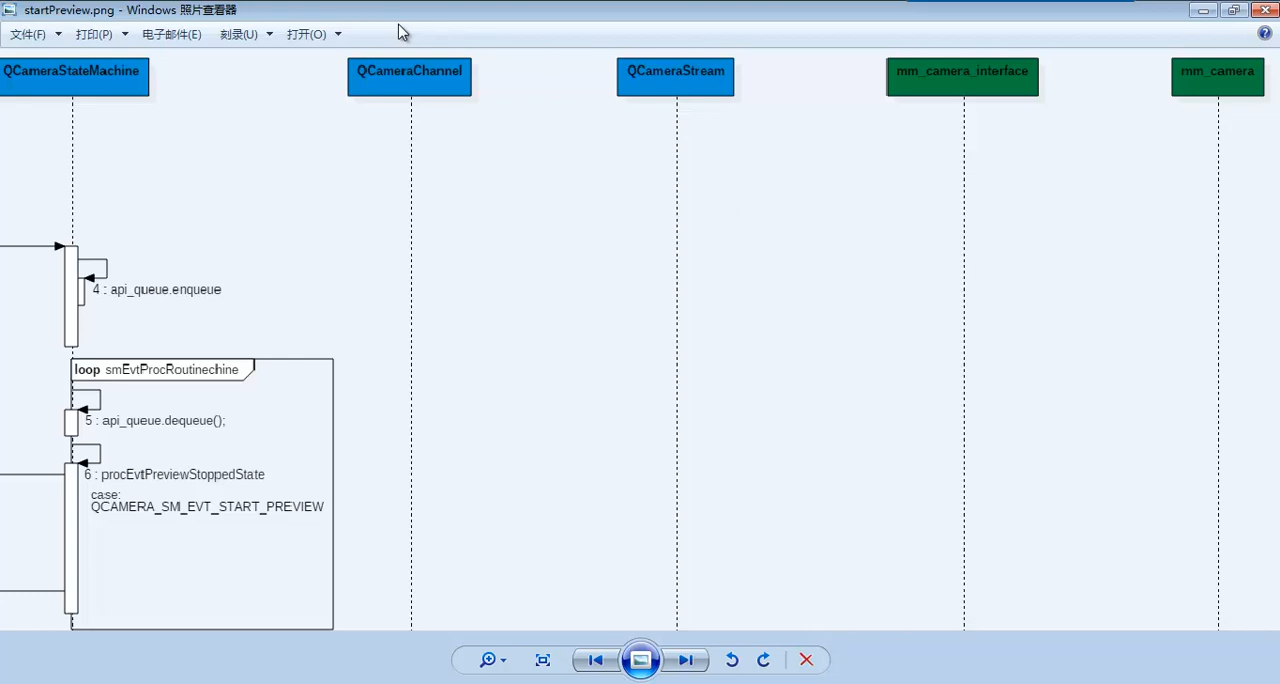 startPreview.png - Windows 照片查看器
文件(F) 打印(P) 电子邮件(E) 刻录(U) 打开(O)
QCameraStateMachine QCameraChannel QCameraStream mm_camera_interface mm_camera
4 : api_queue.enqueue
loop smEvtProcRoutinechine
5 : api_queue.dequeue();
6 : procEvtPreviewStoppedState
case:
QCAMERA_SM_EVT_START_PREVIEW